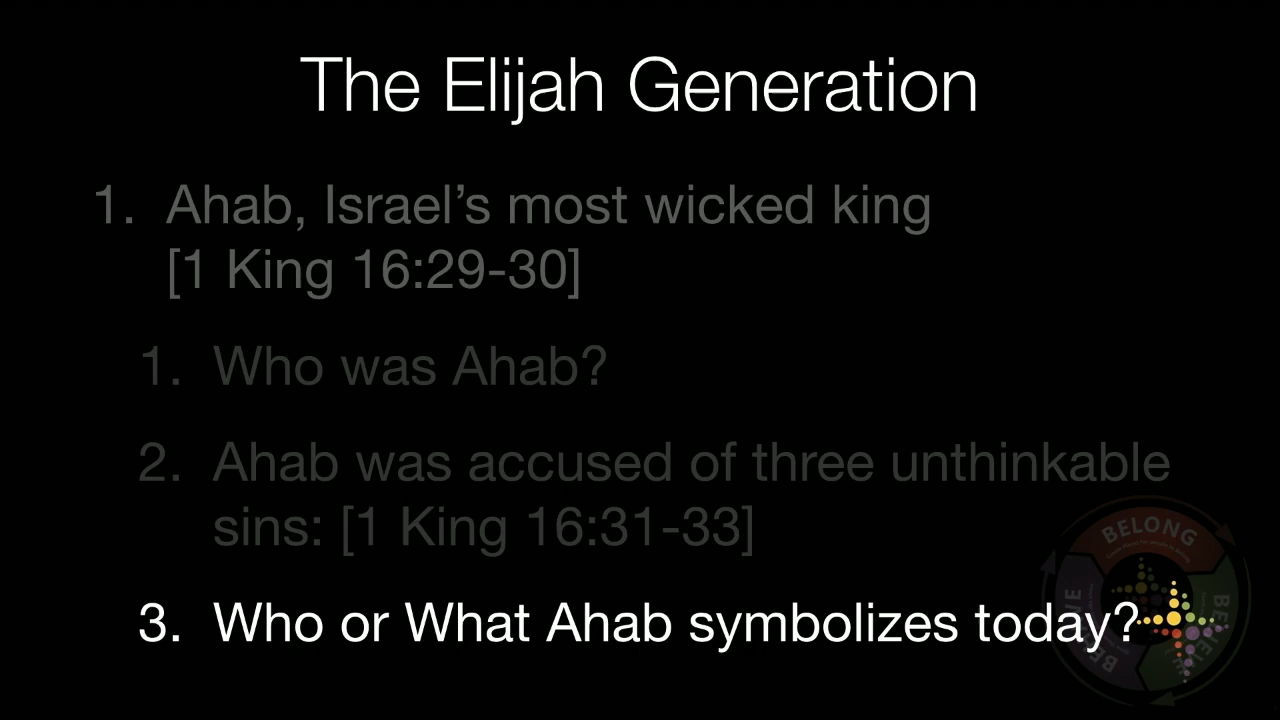 The Elijah Generation
1. Ahab, Israel’s most wicked king
[1 King 16:29-30]
1. Who was Ahab?
2. Ahab was accused of three unthinkable
sins: [1 King 16:31-33]
3. Who or What Ahab symbolizes today?
BELONG